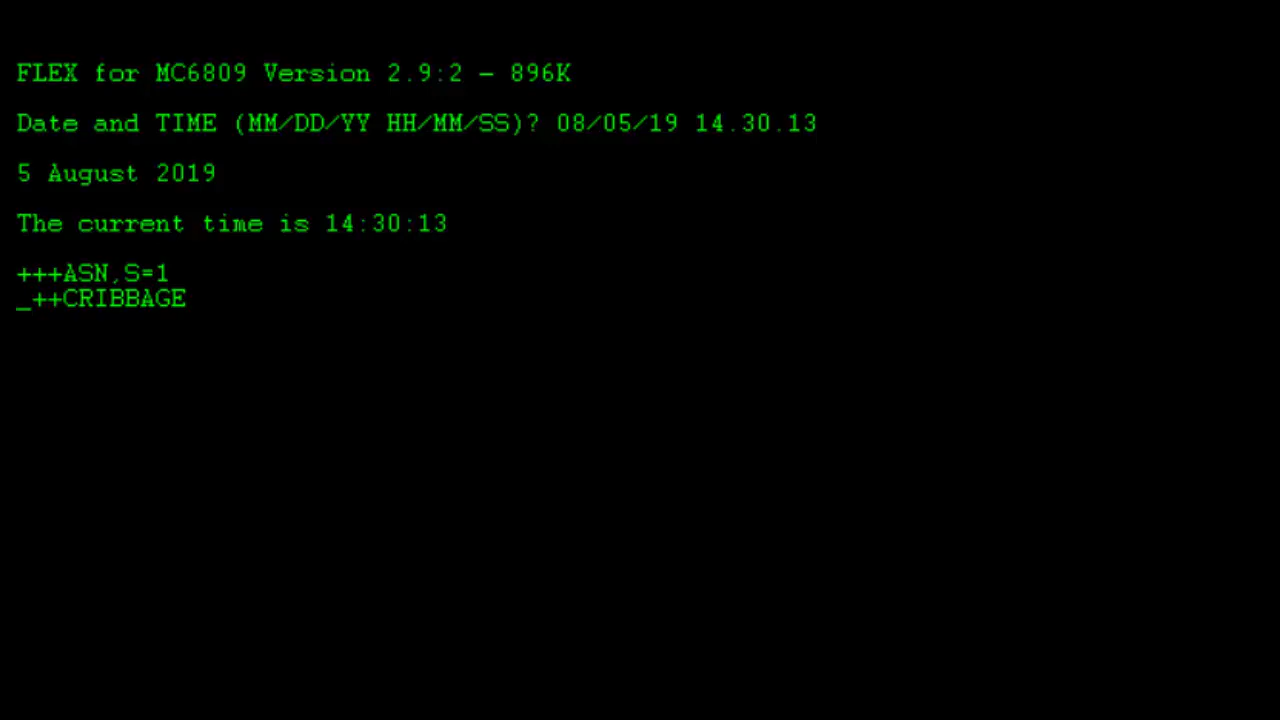 FLEX for MC6809 Version 2.9:2 – 896K
Date and TIME (MM/DD/YY HH/MM/SS)? 08/05/19 14.30.13
5 August 2019
The current time is 14:30:13
+++ASN,S=1
_++CRIBBAGE